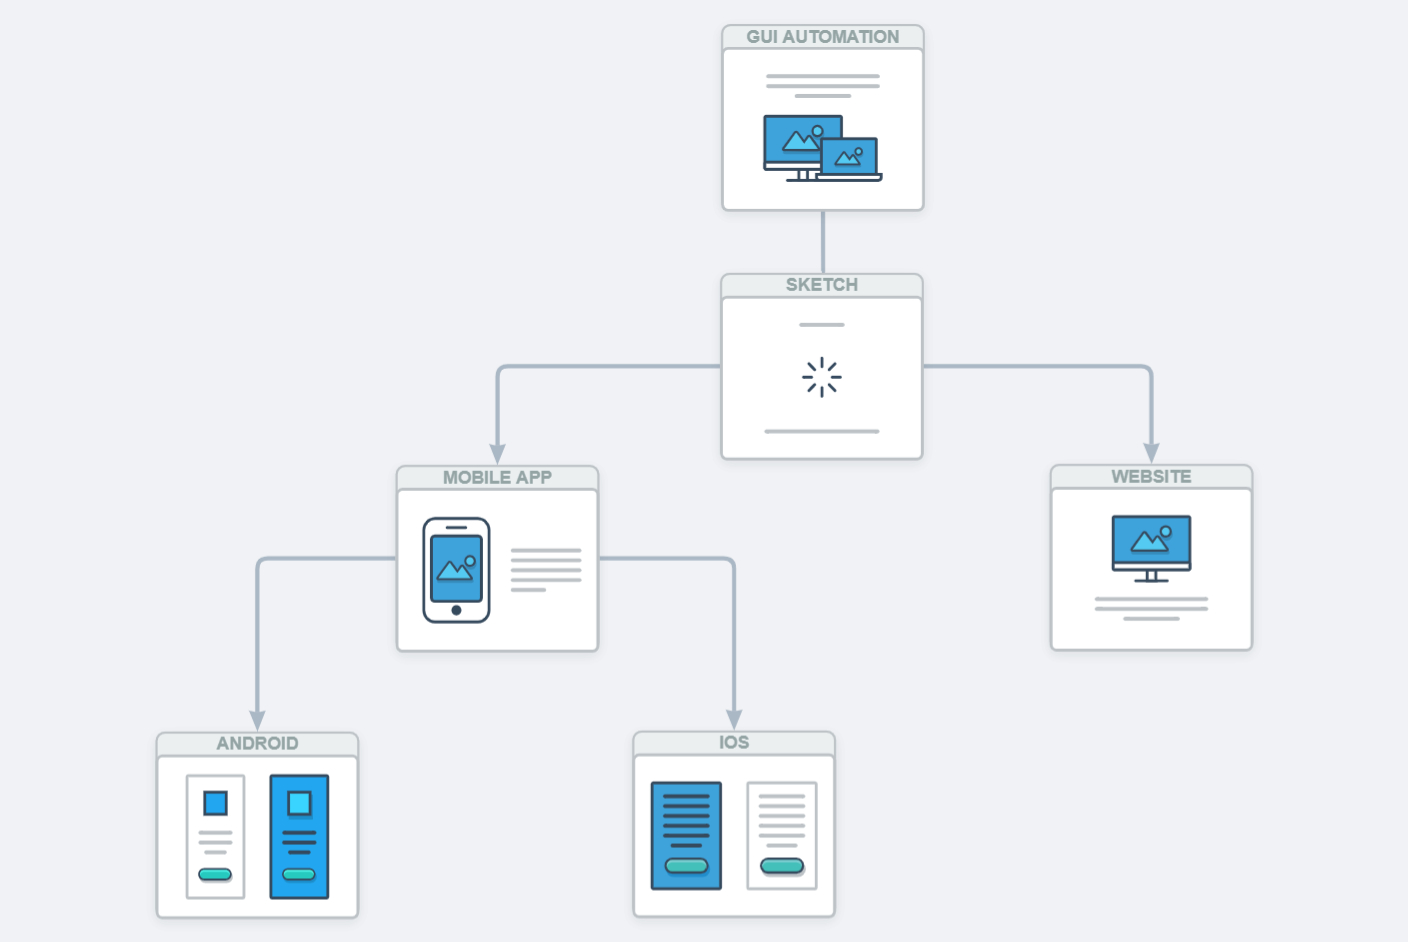 GUI AUTOMATION
SKETCH
MOBILE APP
WEBSITE
ANDROID
IOS